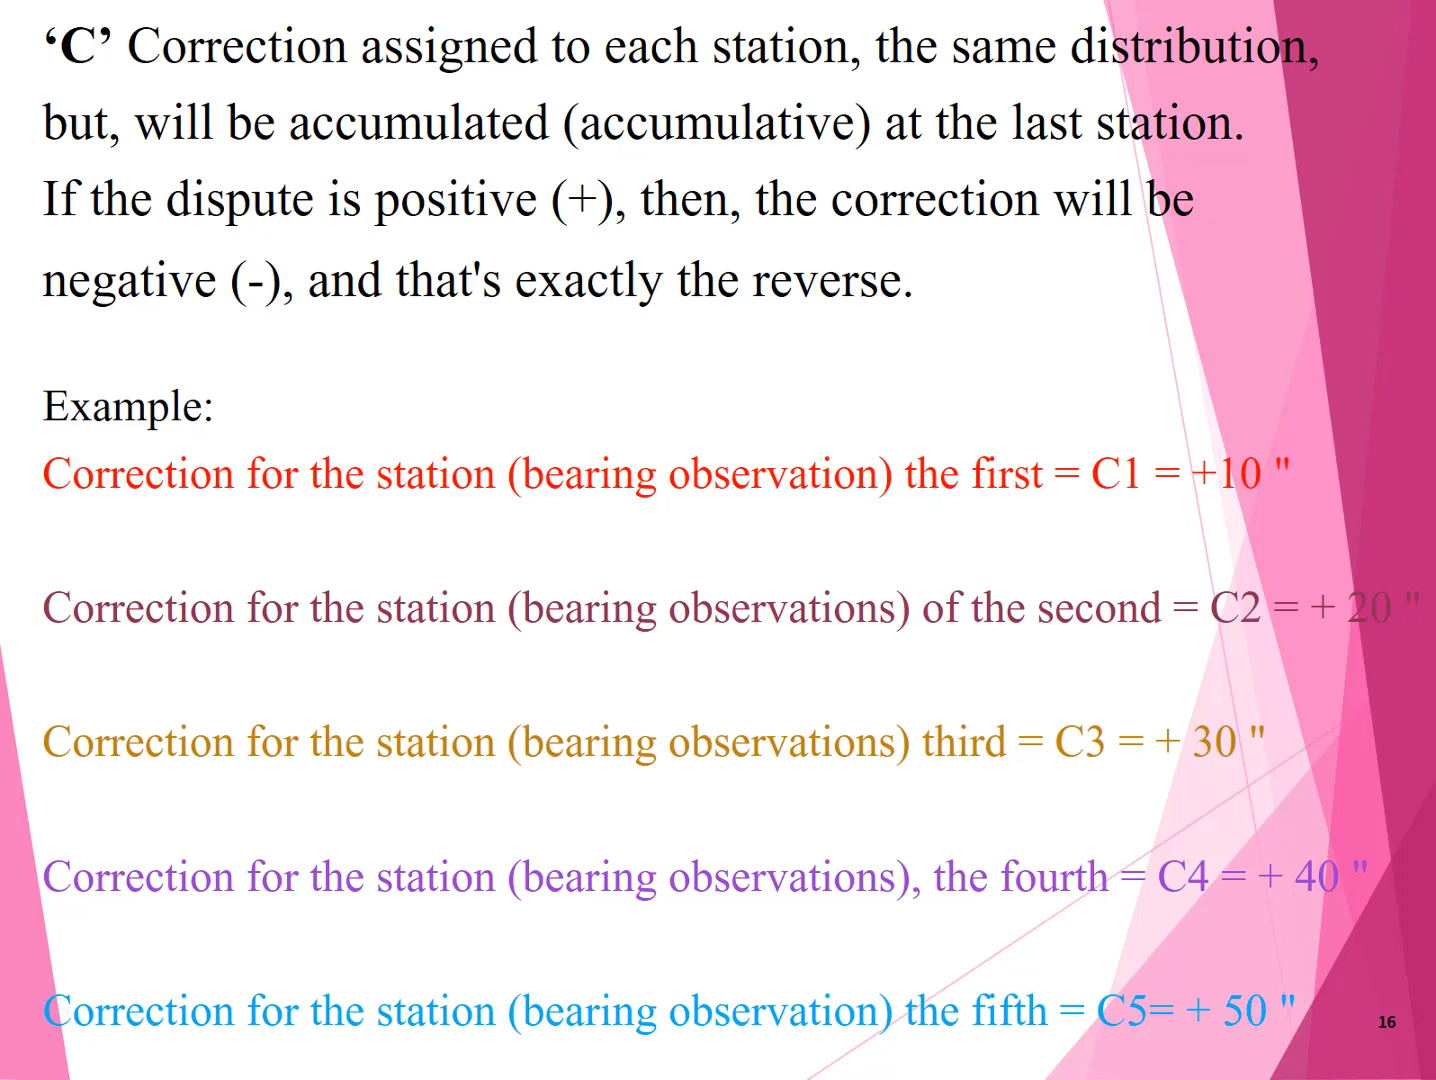 ‘C’ Correction assigned to each station, the same distribution,
but, will be accumulated (accumulative) at the last station.
If the dispute is positive (+), then, the correction will be
negative (-), and that's exactly the reverse.
Example:
Correction for the station (bearing observation) the first = C1 = +10 "
Correction for the station (bearing observations) of the second = C2 = + 20 "
Correction for the station (bearing observations) third = C3 = + 30 "
Correction for the station (bearing observations), the fourth = C4 = + 40 "
Correction for the station (bearing observation) the fifth = C5= + 50 "
16